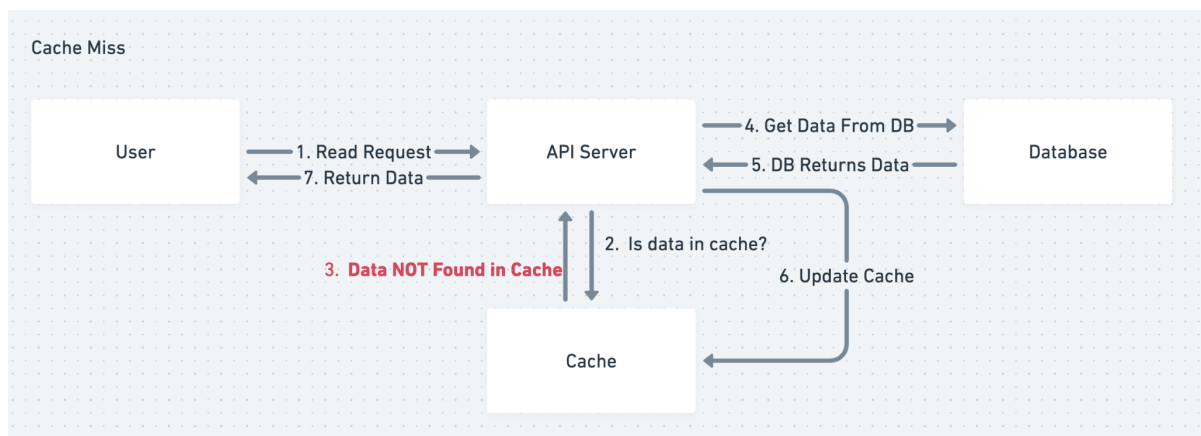 Cache Miss
User
1. Read Request
7. Return Data
API Server
4. Get Data From DB
5. DB Returns Data
Database
2. Is data in cache?
3. Data NOT Found in Cache
6. Update Cache
Cache